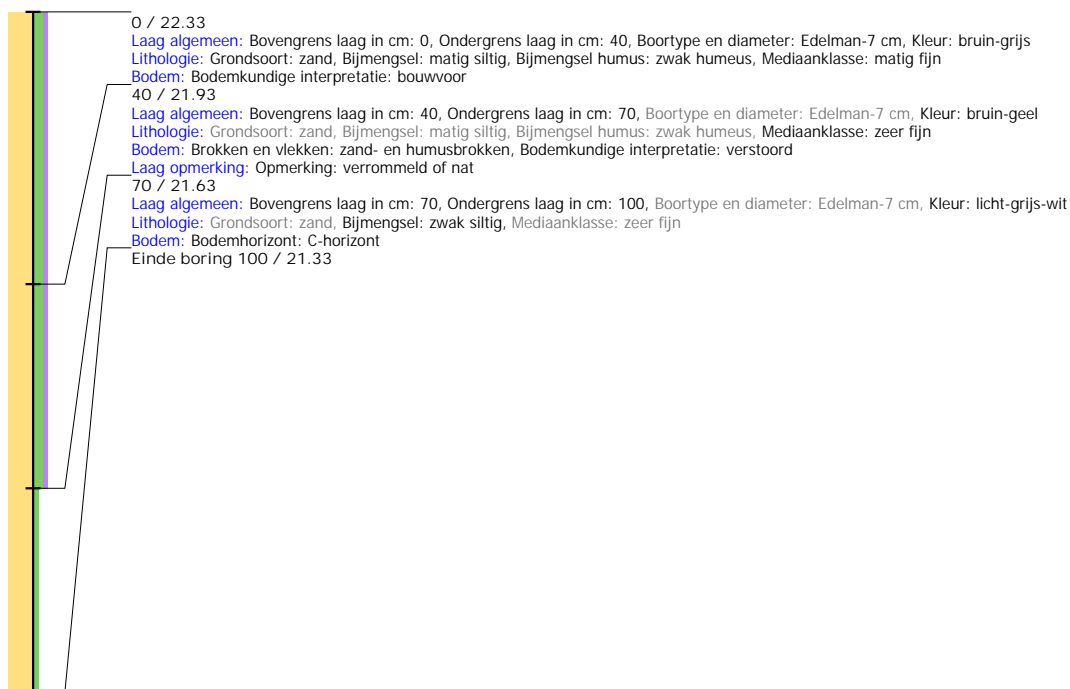 0 / 22.33
Laag algemeen: Bovengrens laag in cm: 0, Ondergrens laag in cm: 40, Boortype en diameter: Edelman-7 cm, Kleur: bruin-grijs
Lithologie: Grondsoort: zand, Bijmengsel: matig siltig, Bijmengsel humus: zwak humeus, Mediaanklasse: matig fijn
Bodem: Bodemkundige interpretatie: bouwvoor
40 / 21.93
Laag algemeen: Bovengrens laag in cm: 40, Ondergrens laag in cm: 70, Boortype en diameter: Edelman-7 cm, Kleur: bruin-geel
Lithologie: Grondsoort: zand, Bijmengsel: matig siltig, Bijmengsel humus: zwak humeus, Mediaanklasse: zeer fijn
Bodem: Brokken en vlekken: zand- en humusbrokken, Bodemkundige interpretatie: verstoord
Laag opmerking: Opmerking: verrommeld of nat
70 / 21.63
Laag algemeen: Bovengrens laag in cm: 70, Ondergrens laag in cm: 100, Boortype en diameter: Edelman-7 cm, Kleur: licht-grijs-wit
Lithologie: Grondsoort: zand, Bijmengsel: zwak siltig, Mediaanklasse: zeer fijn
Bodem: Bodemhorizont: C-horizont
Einde boring 100 / 21.33